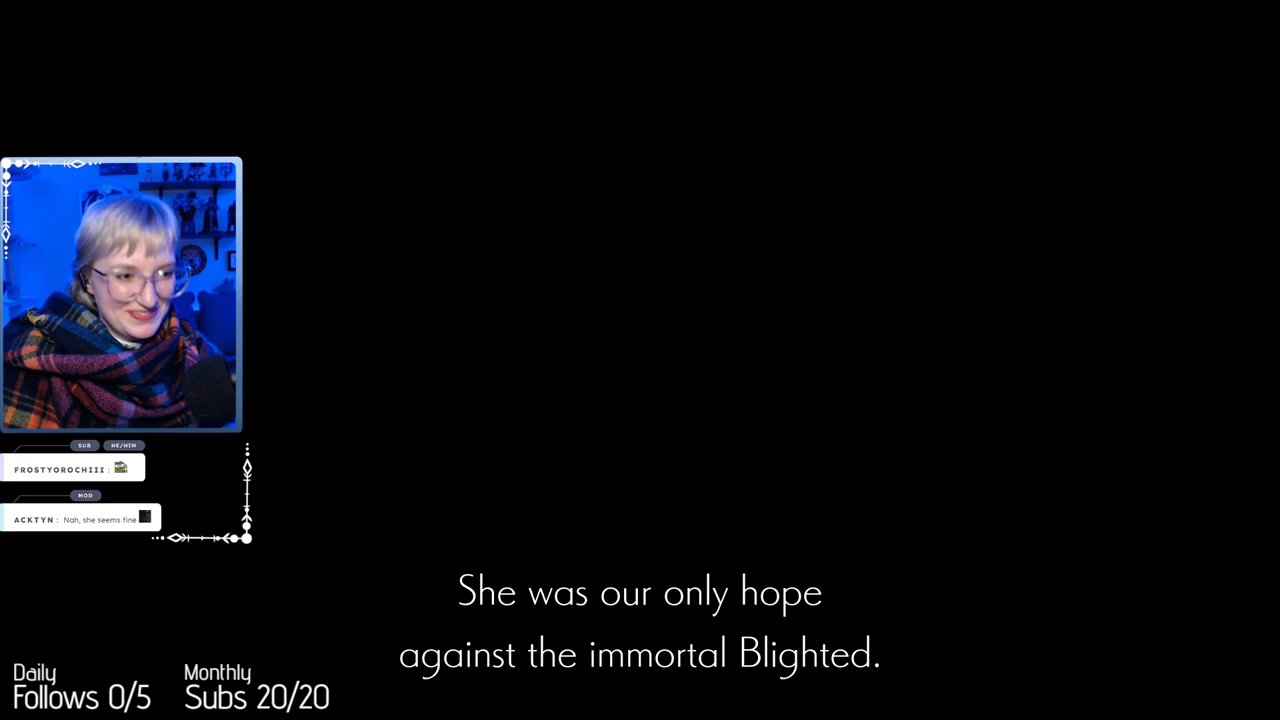 SUB HE/HIM
FROSTYOROCHIII :
MOD
ACKTYN : Nah, she seems fine
She was our only hope
against the immortal Blighted.
Daily
Follows 0/5
Monthly
Subs 20/20